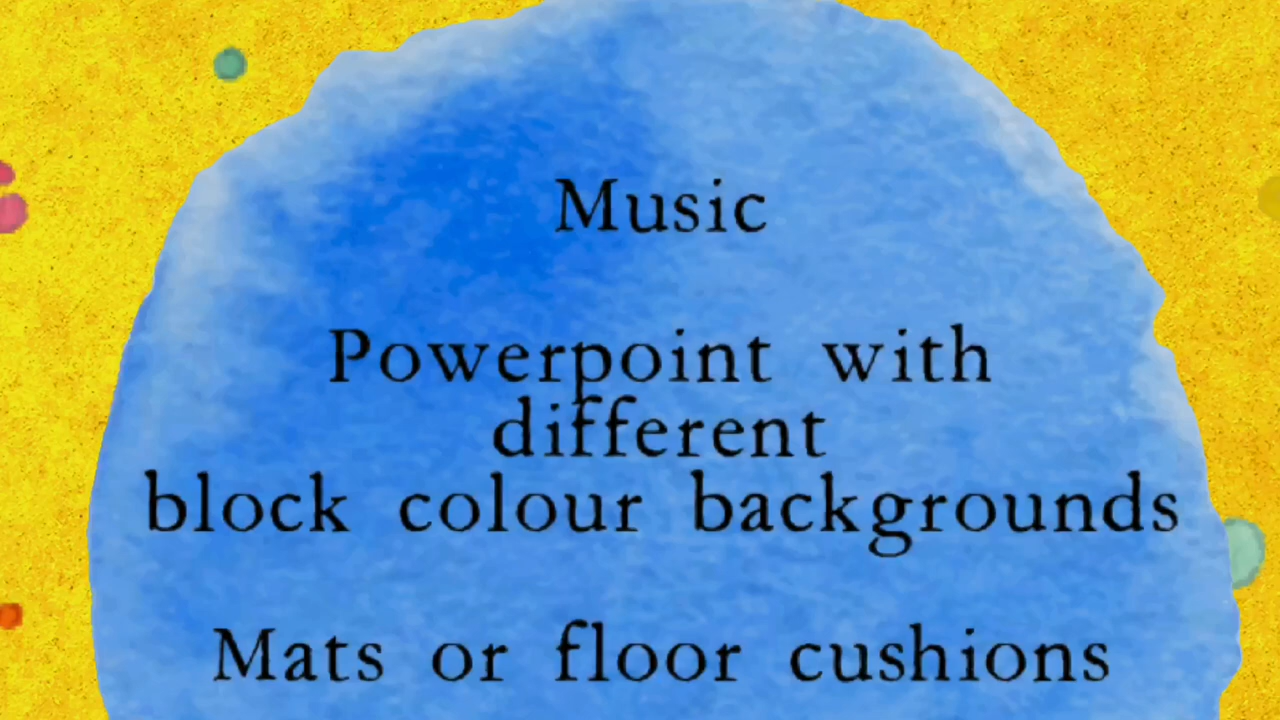 Music
Powerpoint with
different
block colour backgrounds
Mats or floor cushions